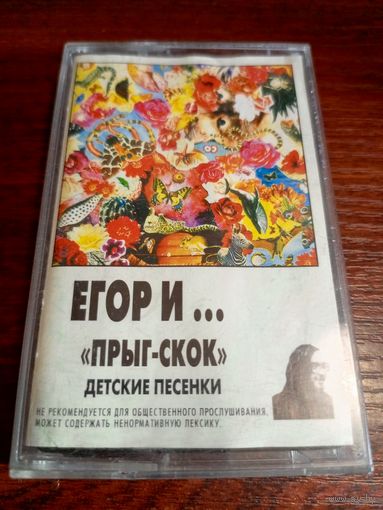 ЕГОР И ...
«ПРЫГ-СКОК»
ДЕТСКИЕ ПЕСЕНКИ
НЕ РЕКОМЕНДУЕТСЯ ДЛЯ ОБЩЕСТВЕННОГО ПРОСЛУШИВАНИЯ.
МОЖЕТ СОДЕРЖАТЬ НЕНОРМАТИВНУЮ ЛЕКСИКУ.